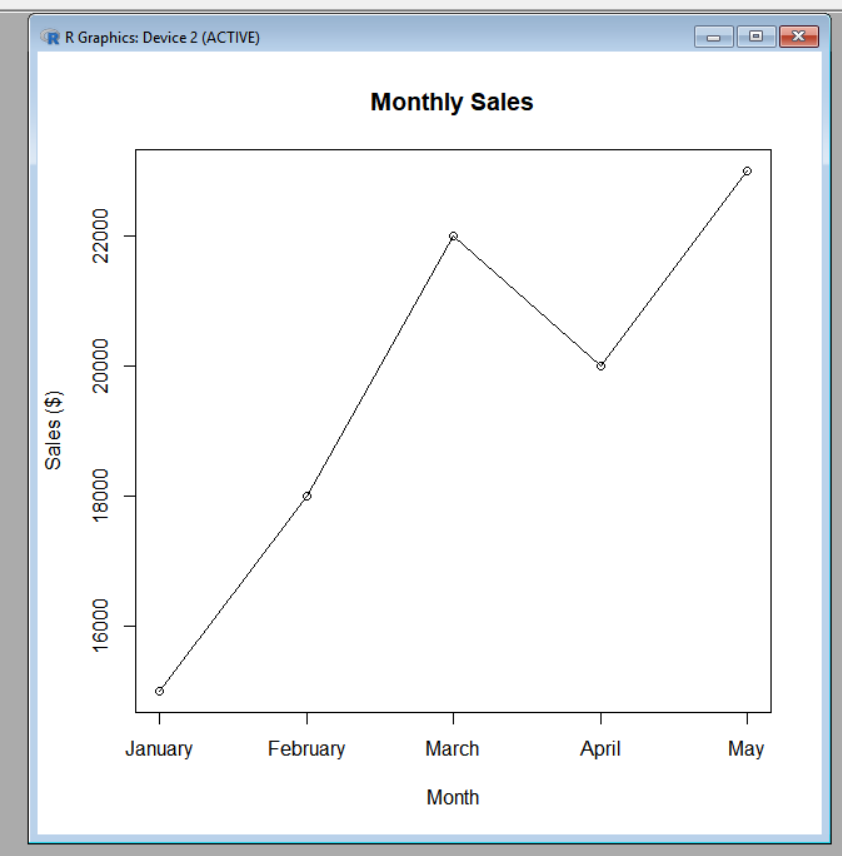 R Graphics: Device 2 (ACTIVE)
Monthly Sales
Sales ($)
22000
20000
18000
16000
January February March April May
Month